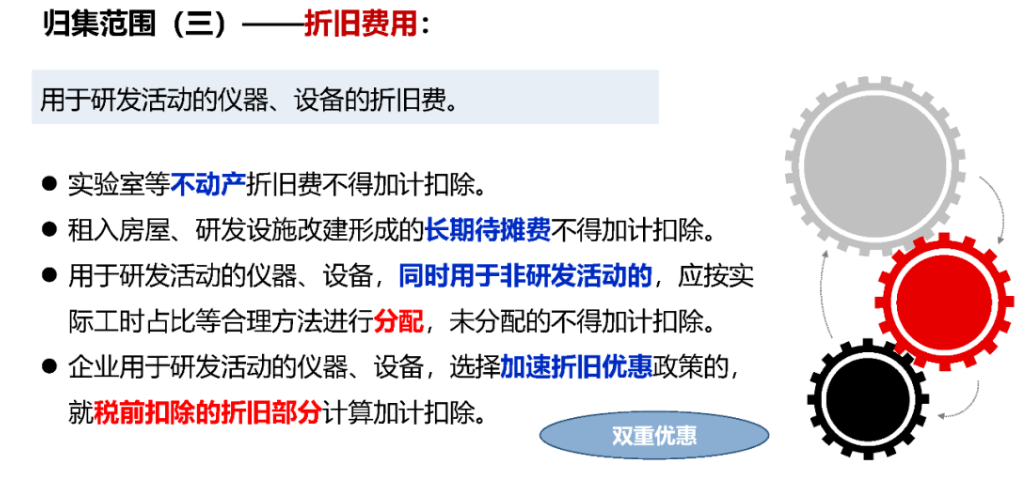 归集范围（三）——折旧费用：
用于研发活动的仪器、设备的折旧费。
● 实验室等不动产折旧费不得加计扣除。
● 租入房屋、研发设施改建形成的长期待摊费不得加计扣除。
● 用于研发活动的仪器、设备，同时用于非研发活动的，应按实
际工时占比等合理方法进行分配，未分配的不得加计扣除。
● 企业用于研发活动的仪器、设备，选择加速折旧优惠政策的，
就税前扣除的折旧部分计算加计扣除。
双重优惠